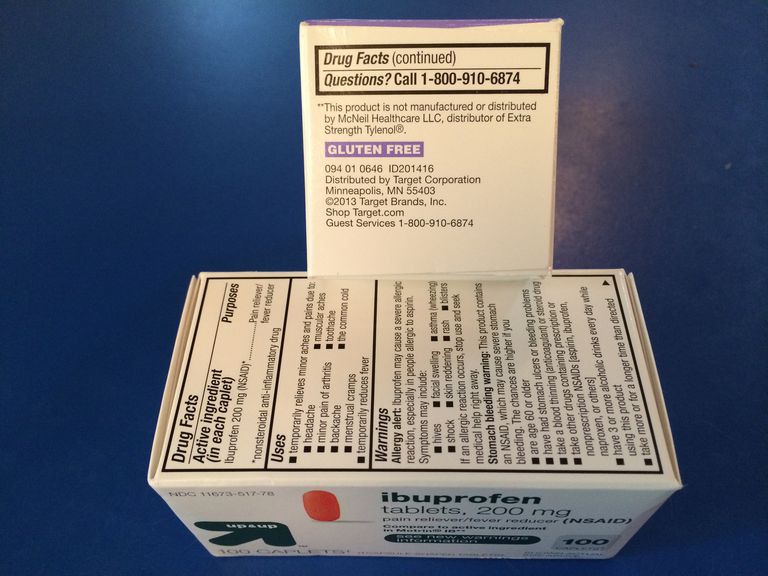 Drug Facts (continued)
Questions? Call 1-800-910-6874
**This product is not manufactured or distributed
by McNeil Healthcare LLC, distributor of Extra
Strength Tylenol®.
GLUTEN FREE
094 01 0646 ID201416
Distributed by Target Corporation
Minneapolis, MN 55403
©2013 Target Brands, Inc.
Shop Target.com
Guest Services 1-800-910-6874
Drug Facts
Active ingredient
(in each caplet)
Purposes
Ibuprofen 200 mg (NSAID)*..........Pain reliever/
fever reducer
*nonsteroidal anti-inflammatory drug
Uses
■ temporarily relieves minor aches and pains due to:
■ headache ■ muscular aches
■ minor pain of arthritis ■ toothache
■ backache ■ the common cold
■ menstrual cramps
■ temporarily reduces fever
Warnings
Allergy alert: Ibuprofen may cause a severe allergic
reaction, especially in people allergic to aspirin.
Symptoms may include:
■ hives ■ facial swelling ■ asthma (wheezing)
■ shock ■ skin reddening ■ rash ■ blisters
If an allergic reaction occurs, stop use and seek
medical help right away.
Stomach bleeding warning: This product contains
an NSAID, which may cause severe stomach
bleeding. The chances are higher if you
■ are age 60 or older
■ have had stomach ulcers or bleeding problems
■ take a blood thinning (anticoagulant) or steroid drug
■ take other drugs containing prescription or
nonprescription NSAIDs [aspirin, ibuprofen,
naproxen, or others]
■ have 3 or more alcoholic drinks every day while
using this product
■ take more or for a longer time than directed
NDC 11673-517-78
up&up
ibuprofen
tablets, 200 mg
pain reliever/fever reducer (NSAID)
Compare to active ingredient
in Motrin® IB**
see new warnings
information
100
CAPLETS
100 CAPLETS†